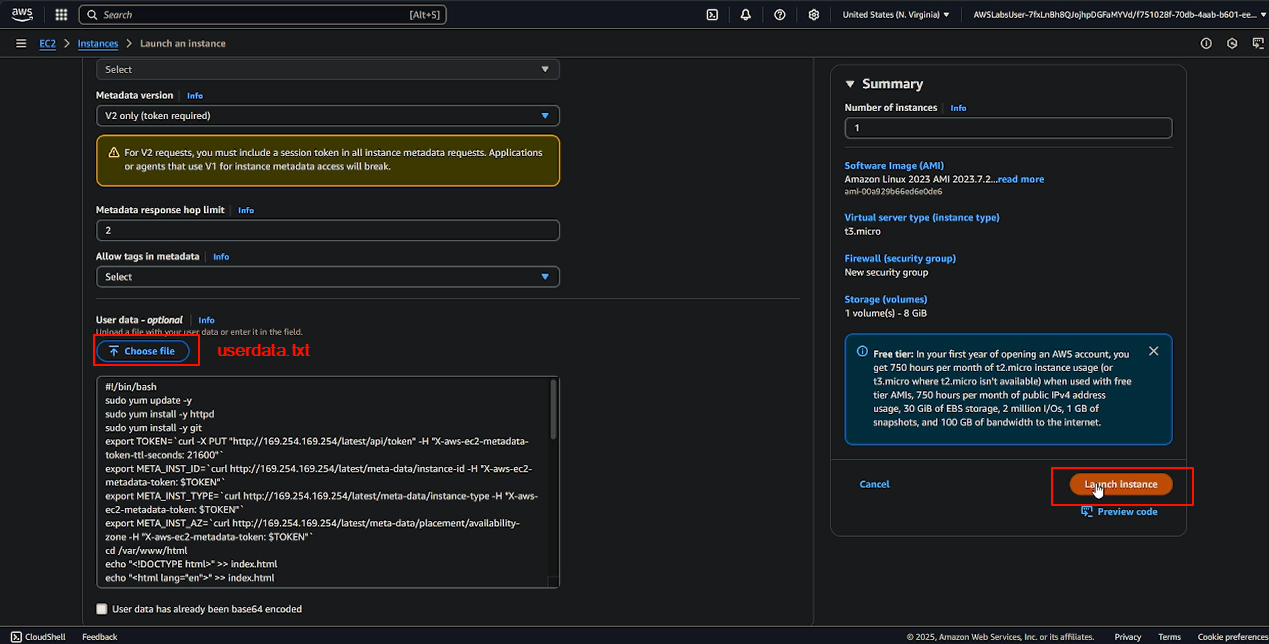 aws
Search [Alt+S]
United States (N. Virginia)
AWSLabsUser-7fxLnBh8QJojhpDGFaMYVd/f751028f-70db-4aab-b601-ee...
EC2 > Instances > Launch an instance
Select
Metadata version Info
V2 only (token required)
For V2 requests, you must include a session token in all instance metadata requests. Applications
or agents that use V1 for instance metadata access will break.
Metadata response hop limit Info
2
Allow tags in metadata Info
Select
User data - optional Info
Upload a file with your user data or enter it in the field.
Choose file
userdata.txt
#!/bin/bash
sudo yum update -y
sudo yum install -y httpd
sudo yum install -y git
export TOKEN=`curl -X PUT "http://169.254.169.254/latest/api/token" -H "X-aws-ec2-metadata-
token-ttl-seconds: 21600"`
export META_INST_ID=`curl http://169.254.169.254/latest/meta-data/instance-id -H "X-aws-ec2-
metadata-token: $TOKEN"`
export META_INST_TYPE=`curl http://169.254.169.254/latest/meta-data/instance-type -H "X-aws-
ec2-metadata-token: $TOKEN"`
export META_INST_AZ=`curl http://169.254.169.254/latest/meta-data/placement/availability-
zone -H "X-aws-ec2-metadata-token: $TOKEN"`
cd /var/www/html
echo "<!DOCTYPE html>" >> index.html
echo "<html lang="en">" >> index.html
User data has already been base64 encoded
Summary
Number of instances Info
1
Software Image (AMI)
Amazon Linux 2023 AMI 2023.7.2...read more
ami-00a929b66ed6e0de6
Virtual server type (instance type)
t3.micro
Firewall (security group)
New security group
Storage (volumes)
1 volume(s) - 8 GiB
Free tier: In your first year of opening an AWS account, you
get 750 hours per month of t2.micro instance usage (or
t3.micro where t2.micro isn't available) when used with free
tier AMIs, 750 hours per month of public IPv4 address
usage, 30 GiB of EBS storage, 2 million I/Os, 1 GB of
snapshots, and 100 GB of bandwidth to the internet.
Cancel
Launch instance
Preview code
CloudShell Feedback
© 2025, Amazon Web Services, Inc. or its affiliates. Privacy Terms Cookie preferences